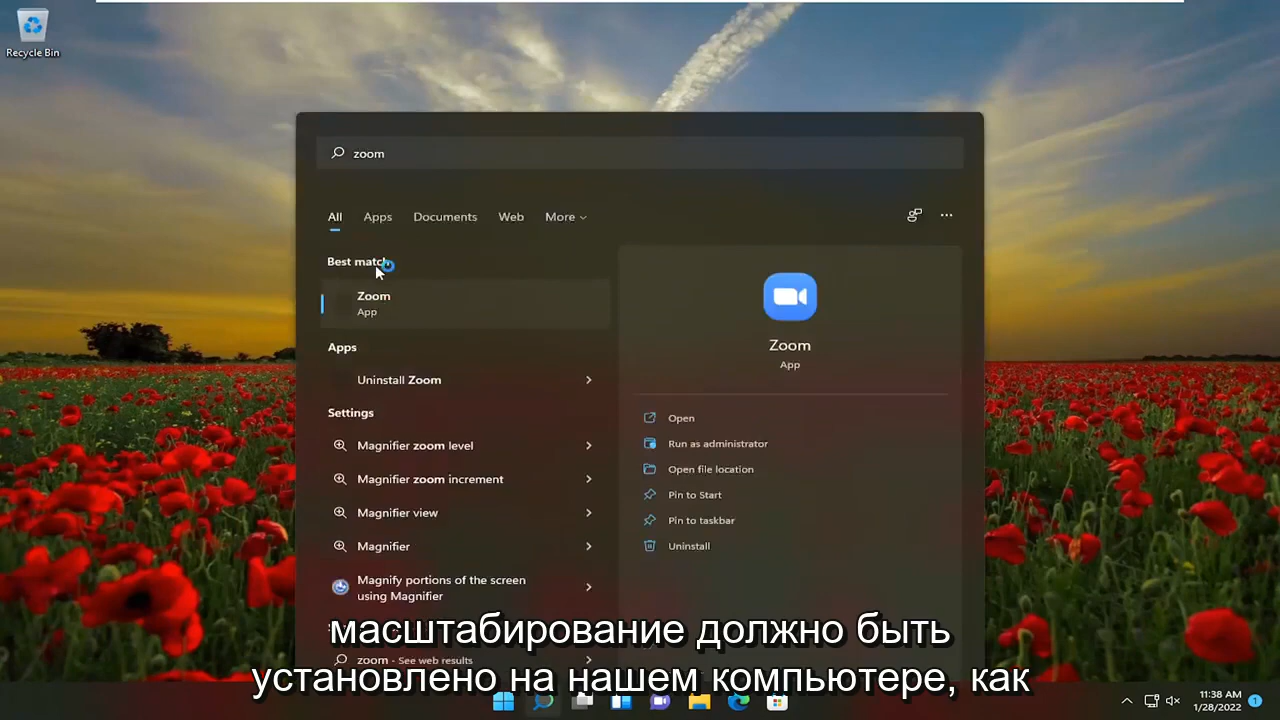 Recycle Bin
zoom
All Apps Documents Web More
Best match
Zoom
App
Apps
Uninstall Zoom
Settings
Magnifier zoom level
Magnifier zoom increment
Magnifier view
Magnifier
Magnify portions of the screen
using Magnifier
zoom - See web results
Zoom
App
Open
Run as administrator
Open file location
Pin to Start
Pin to taskbar
Uninstall
масштабирование должно быть
установлено на нашем компьютере, как
11:38 AM
1/28/2022
1